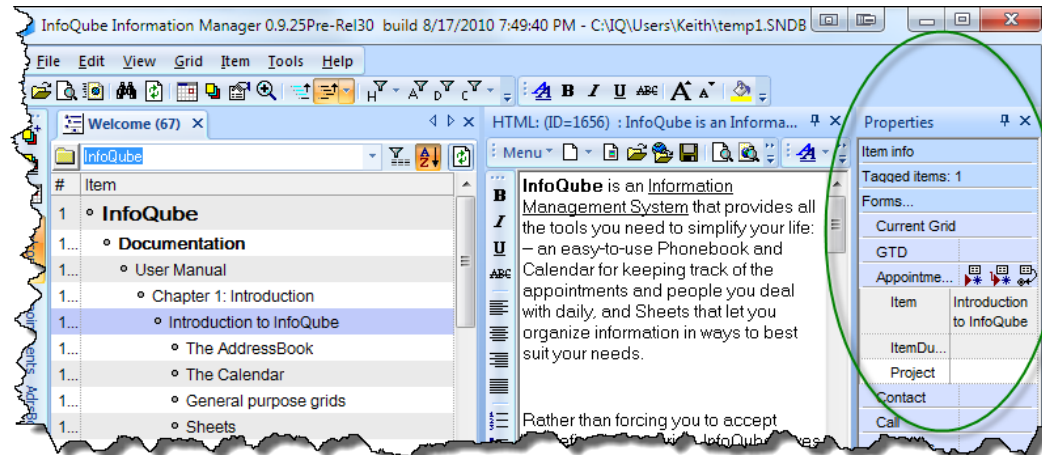 InfoQube Information Manager 0.9.25Pre-Rel30 build 8/17/2010 7:49:40 PM - C:\IQ\Users\Keith\temp1.SNDB
File Edit View Grid Item Tools Help
Welcome (67)
InfoQube
# Item
1 InfoQube
1... Documentation
1... User Manual
1... Chapter 1: Introduction
1... Introduction to InfoQube
1... The AddressBook
1... The Calendar
1... General purpose grids
1... Sheets
HTML: (ID=1656) : InfoQube is an Informa...
Menu
B
I
U
ABC
InfoQube is an Information
Management System that provides all
the tools you need to simplify your life:
– an easy-to-use Phonebook and
Calendar for keeping track of the
appointments and people you deal
with daily, and Sheets that let you
organize information in ways to best
suit your needs.
Rather than forcing you to accept
Properties
Item info
Tagged items: 1
Forms...
Current Grid
GTD
Appointme...
Item Introduction
to InfoQube
ItemDu...
Project
Contact
Call